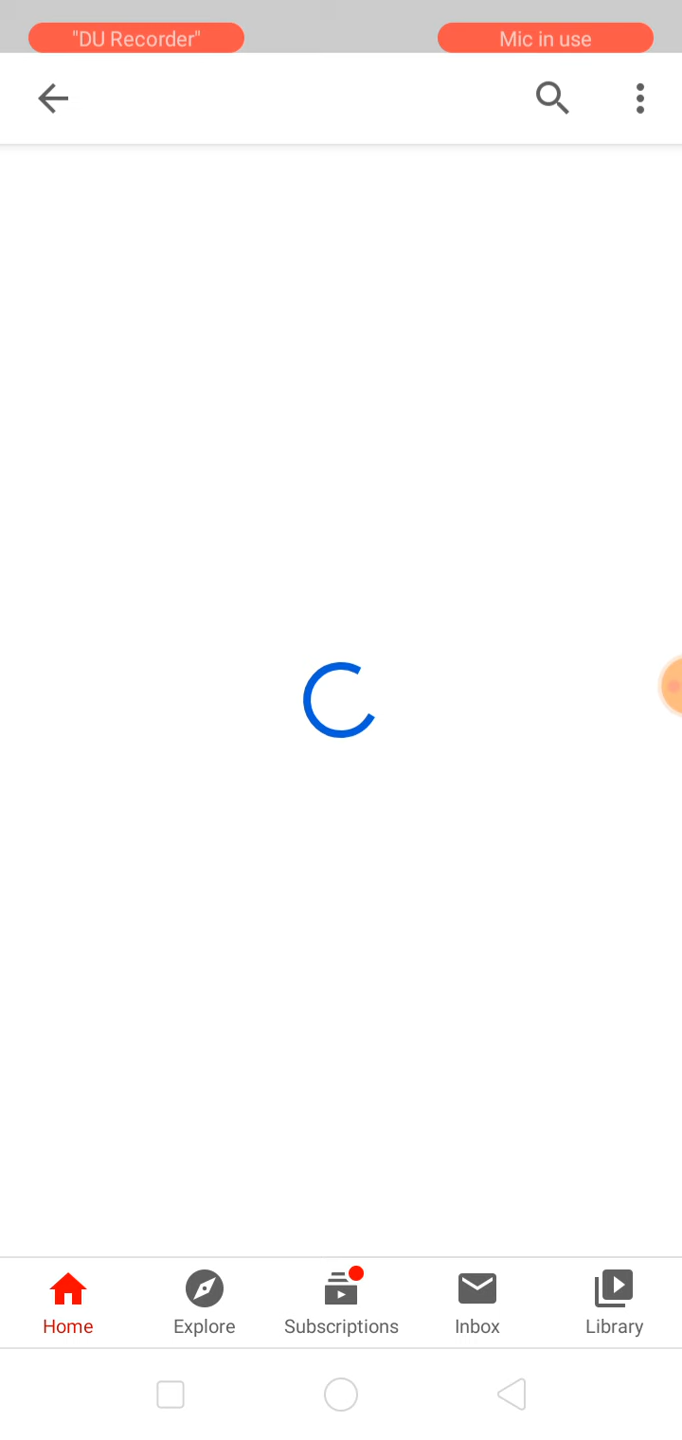 "DU Recorder"
Mic in use
Home
Explore
Subscriptions
Inbox
Library